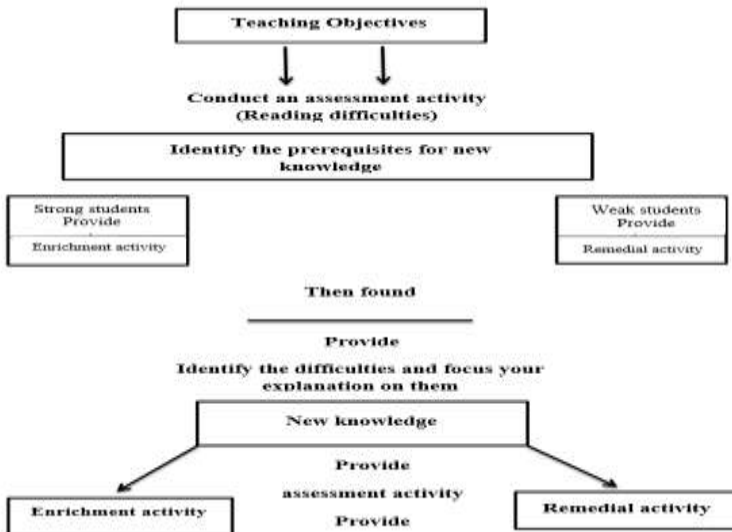 Teaching Objectives
Conduct an assessment activity
(Reading difficulties)
Identify the prerequisites for new
knowledge
Strong students
Provide
Enrichment activity
Weak students
Provide
Remedial activity
Then found
Provide
Identify the difficulties and focus your
explanation on them
New knowledge
Provide
assessment activity
Provide
Enrichment activity
Remedial activity